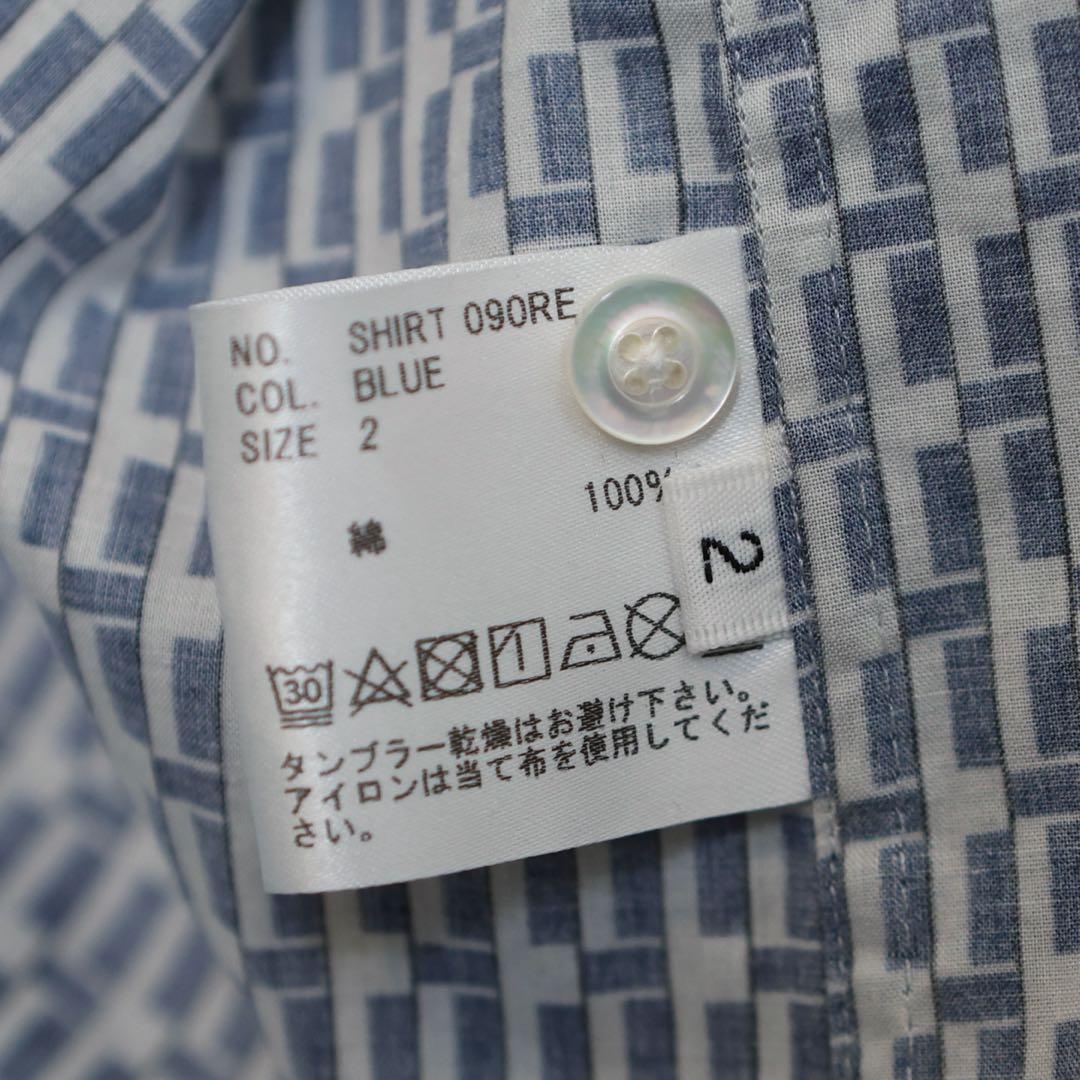 NO. SHIRT 090RE
COL. BLUE
SIZE 2
綿 100%
2
30
タンブラー乾燥はお避け下さい。
アイロンは当て布を使用してくだ
さい。